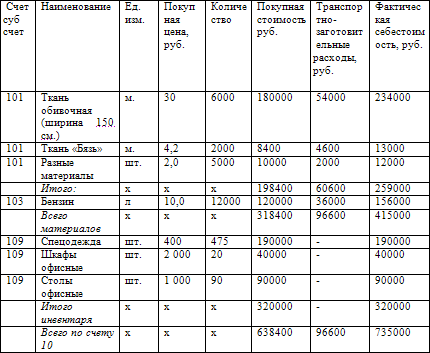 Счет суб счет | Наименование | Ед. изм. | Покупная цена, руб. | Количество | Покупная стоимость руб. | Транспортно-заготовительные расходы, руб. | Фактическая себестоимость, руб.
101 | Ткань обивочная (ширина 150 см.) | м. | 30 | 6000 | 180000 | 54000 | 234000
101 | Ткань «Бязь» | м. | 4,2 | 2000 | 8400 | 4600 | 13000
101 | Разные материалы | шт. | 2,0 | 5000 | 10000 | 2000 | 12000
Итого: | х | х | х | 198400 | 60600 | 259000
103 | Бензин | л | 10,0 | 12000 | 120000 | 36000 | 156000
Всего материалов | х | х | х | 318400 | 96600 | 415000
109 | Спецодежда | шт. | 400 | 475 | 190000 | - | 190000
109 | Шкафы офисные | шт. | 2 000 | 20 | 40000 | - | 40000
109 | Столы офисные | шт. | 1 000 | 90 | 90000 | - | 90000
Итого инвентаря | х | х | х | 320000 | - | 320000
Всего по счету 10 | х | х | х | 638400 | 96600 | 735000